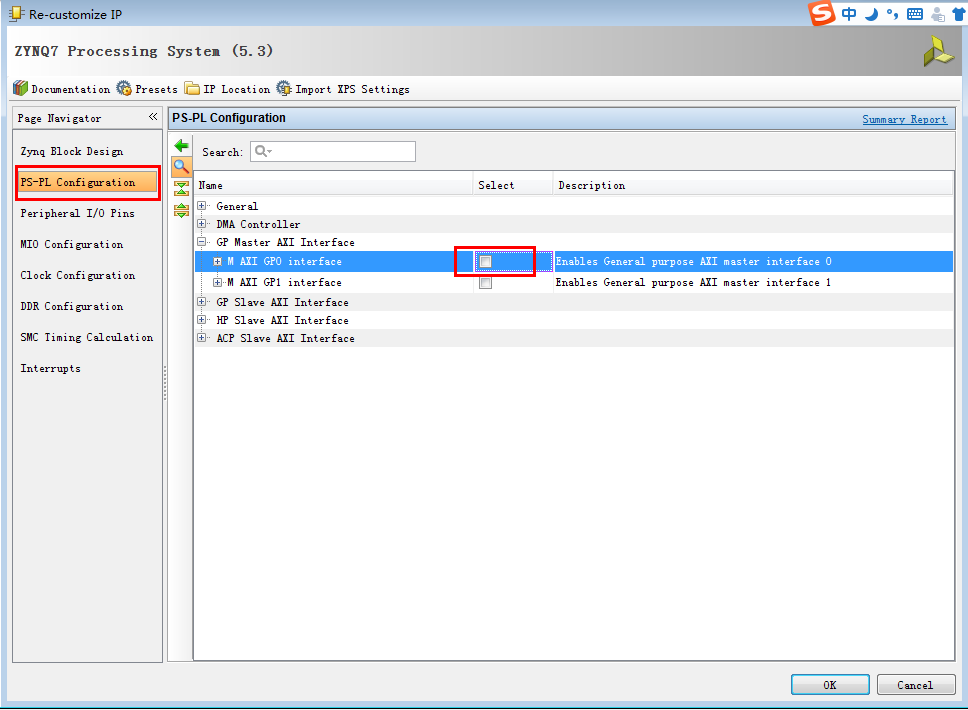 Re-customize IP
S 中
ZYNQ7 Processing System (5.3)
Documentation Presets IP Location Import XPS Settings
Page Navigator «
Zynq Block Design
PS-PL Configuration
Peripheral I/O Pins
MIO Configuration
Clock Configuration
DDR Configuration
SMC Timing Calculation
Interrupts
PS-PL Configuration Summary Report
Search:
Name Select Description
General
DMA Controller
GP Master AXI Interface
M AXI GP0 interface Enables General purpose AXI master interface 0
M AXI GP1 interface Enables General purpose AXI master interface 1
GP Slave AXI Interface
HP Slave AXI Interface
ACP Slave AXI Interface
OK Cancel